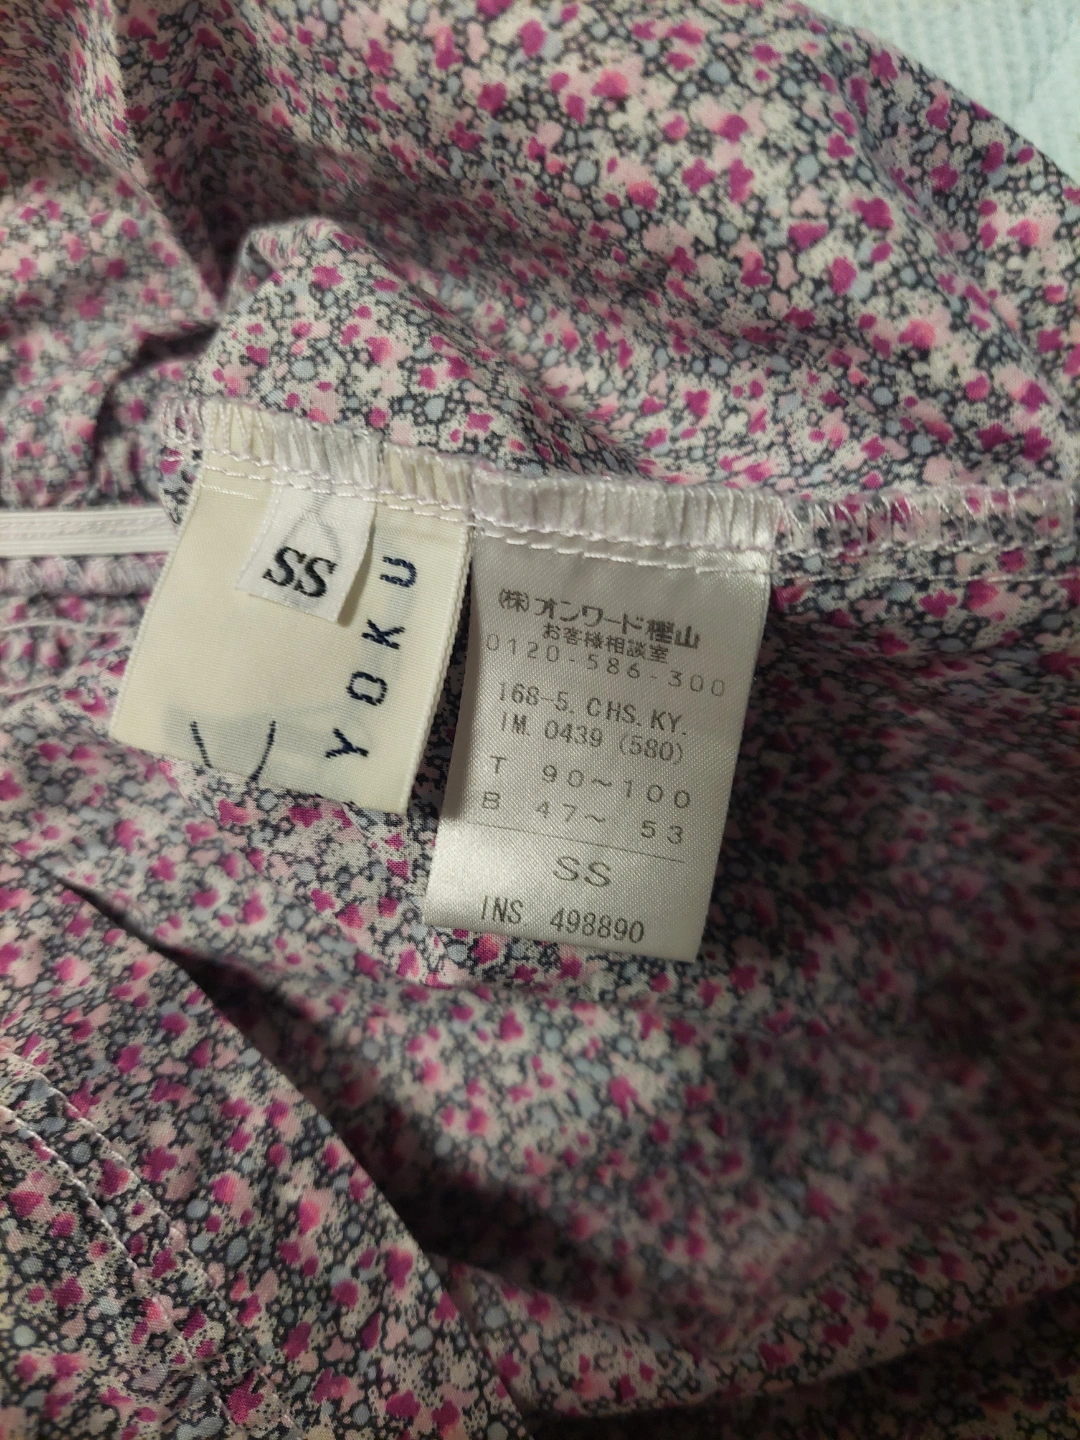 SS
YOKU
(株)オンワード樫山
お客様相談室
0120-586-300
168-5. CHS. KY.
IM. 0439 (580)
T 90~100
B 47~ 53
SS
INS 498890